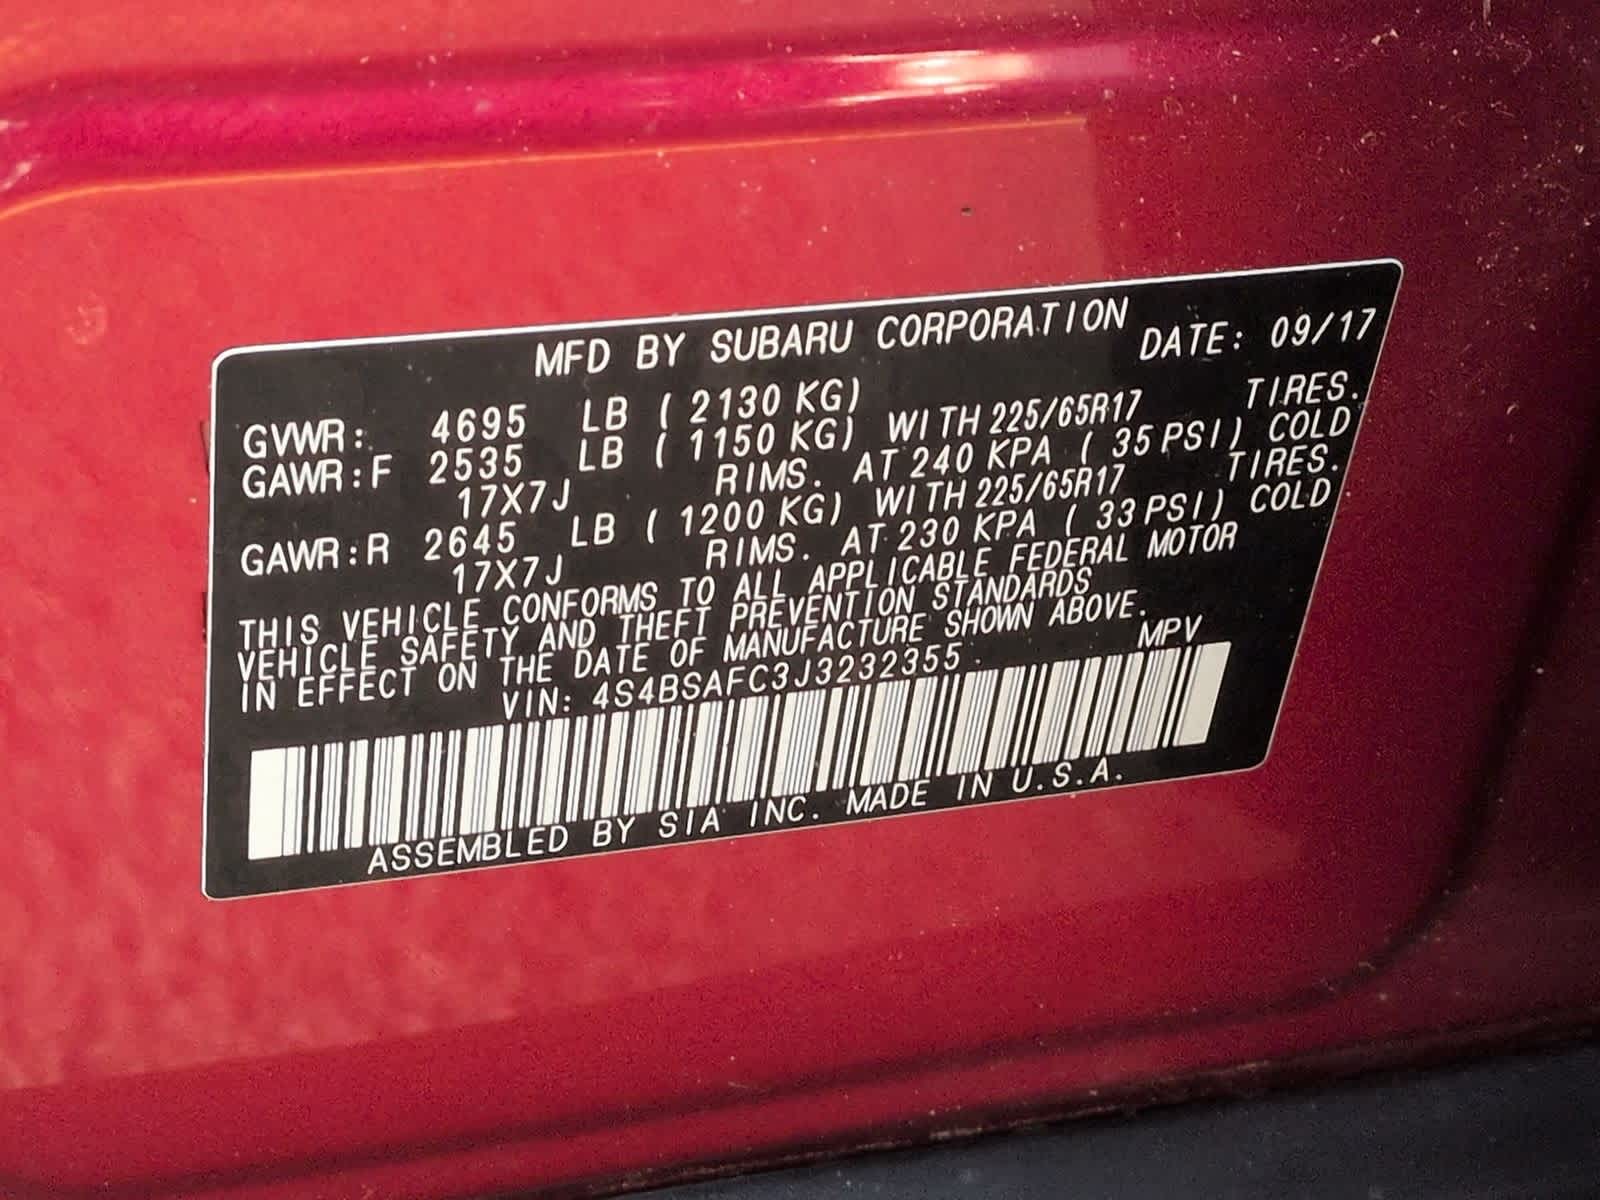 MFD BY SUBARU CORPORATION DATE: 09/17
GVWR: 4695 LB ( 2130 KG)
GAWR:F 2535 LB ( 1150 KG) WITH 225/65R17 TIRES.
17X7J RIMS. AT 240 KPA ( 35 PSI) COLD
GAWR:R 2645 LB ( 1200 KG) WITH 225/65R17 TIRES.
17X7J RIMS. AT 230 KPA ( 33 PSI) COLD
THIS VEHICLE CONFORMS TO ALL APPLICABLE FEDERAL MOTOR
VEHICLE SAFETY AND THEFT PREVENTION STANDARDS
IN EFFECT ON THE DATE OF MANUFACTURE SHOWN ABOVE.
VIN: 4S4BSAFC3J3232355 MPV
ASSEMBLED BY SIA INC. MADE IN U.S.A.